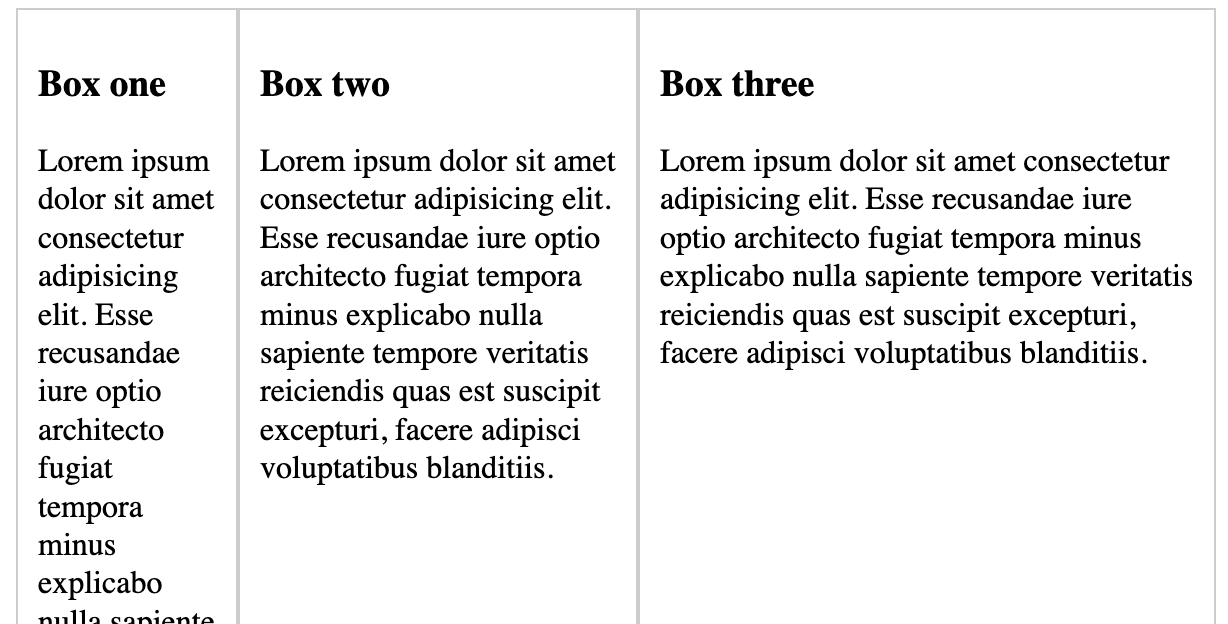 Box one
Lorem ipsum
dolor sit amet
consectetur
adipisicing
elit. Esse
recusandae
iure optio
architecto
fugiat
tempora
minus
explicabo
nulla sapiente
Box two
Lorem ipsum dolor sit amet
consectetur adipisicing elit.
Esse recusandae iure optio
architecto fugiat tempora
minus explicabo nulla
sapiente tempore veritatis
reiciendis quas est suscipit
excepturi, facere adipisci
voluptatibus blanditiis.
Box three
Lorem ipsum dolor sit amet consectetur
adipisicing elit. Esse recusandae iure
optio architecto fugiat tempora minus
explicabo nulla sapiente tempore veritatis
reiciendis quas est suscipit excepturi,
facere adipisci voluptatibus blanditiis.